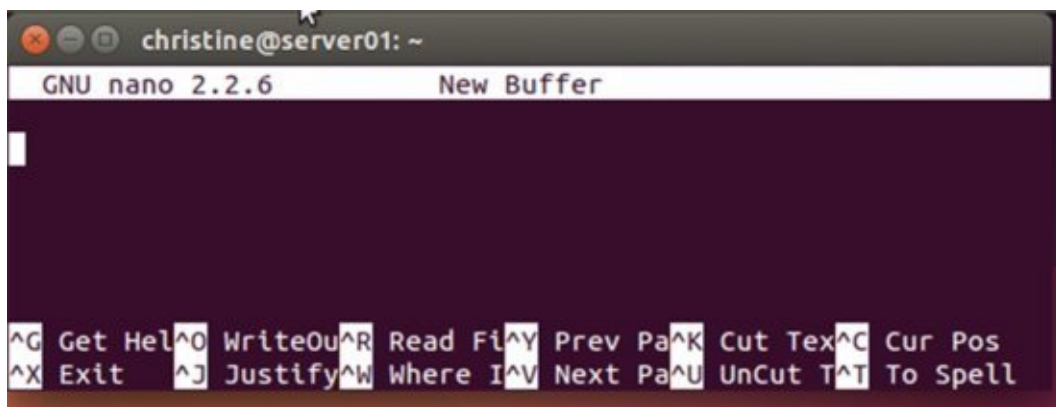 christine@server01: ~
GNU nano 2.2.6 New Buffer
^G Get Hel^O WriteOu^R Read Fi^Y Prev Pa^K Cut Tex^C Cur Pos
^X Exit ^J Justify^W Where I^V Next Pa^U UnCut T^T To Spell